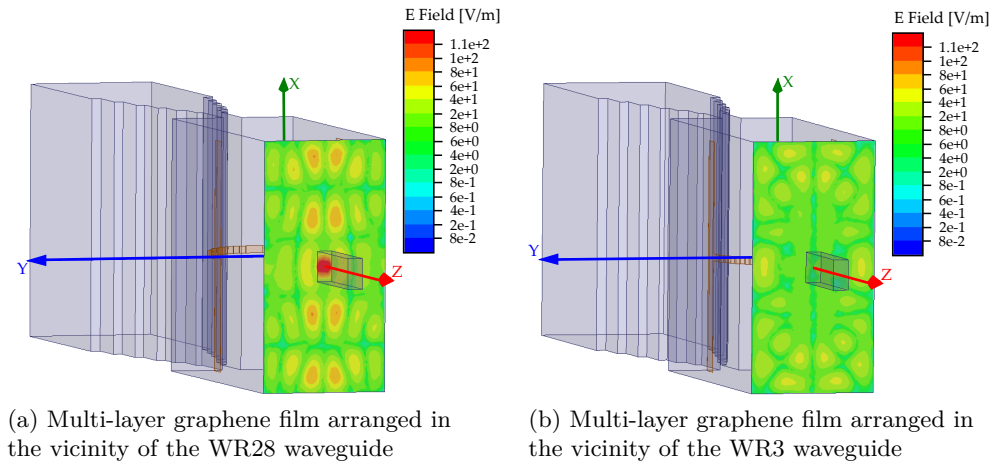 E Field [V/m]
1.1e+2
1e+2
8e+1
6e+1
4e+1
2e+1
8e+0
6e+0
4e+0
2e+0
8e-1
6e-1
4e-1
2e-1
8e-2
X
Y
Z
E Field [V/m]
1.1e+2
1e+2
8e+1
6e+1
4e+1
2e+1
8e+0
6e+0
4e+0
2e+0
8e-1
6e-1
4e-1
2e-1
8e-2
X
Y
Z
(a) Multi-layer graphene film arranged in
the vicinity of the WR28 waveguide
(b) Multi-layer graphene film arranged in
the vicinity of the WR3 waveguide